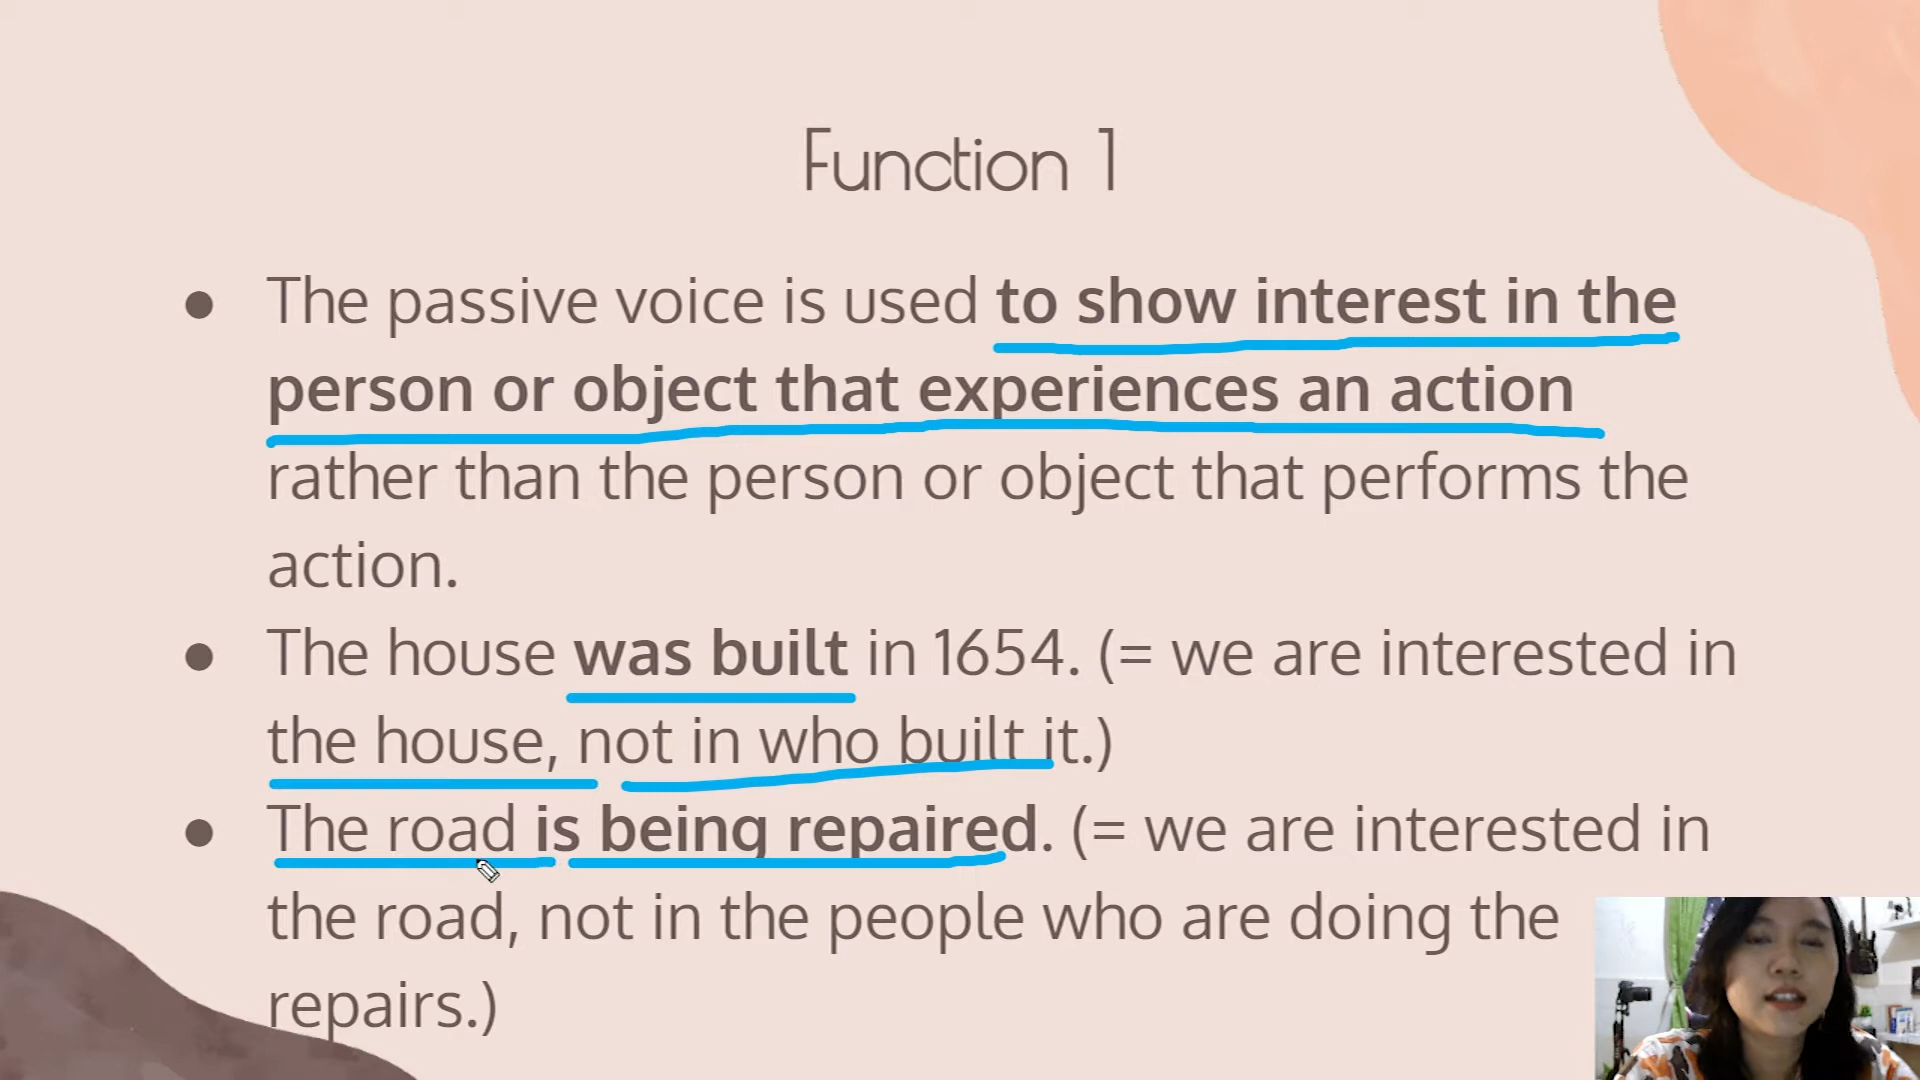 Function 1
● The passive voice is used to show interest in the
person or object that experiences an action
rather than the person or object that performs the
action.
● The house was built in 1654. (= we are interested in
the house, not in who built it.)
● The road is being repaired. (= we are interested in
the road, not in the people who are doing the
repairs.)